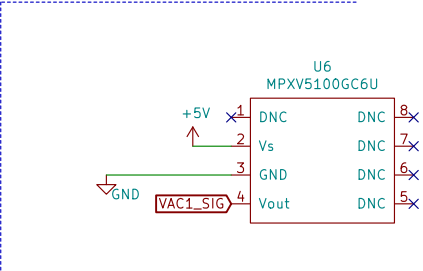 U6
MPXV5100GC6U
+5V
1 DNC DNC 8
2 Vs DNC 7
3 GND DNC 6
GND
VAC1_SIG 4 Vout DNC 5